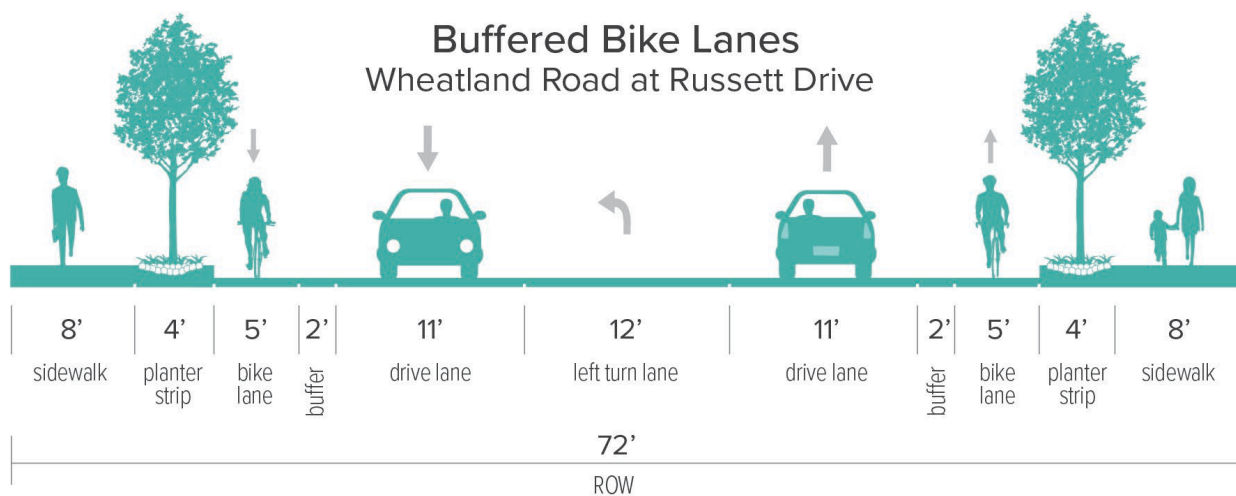 Buffered Bike Lanes
Wheatland Road at Russett Drive
8’ 4’ 5’ 2’ 11’ 12’ 11’ 2’ 5’ 4’ 8’
sidewalk planter strip bike lane buffer drive lane left turn lane drive lane buffer bike lane planter strip sidewalk
72’
ROW